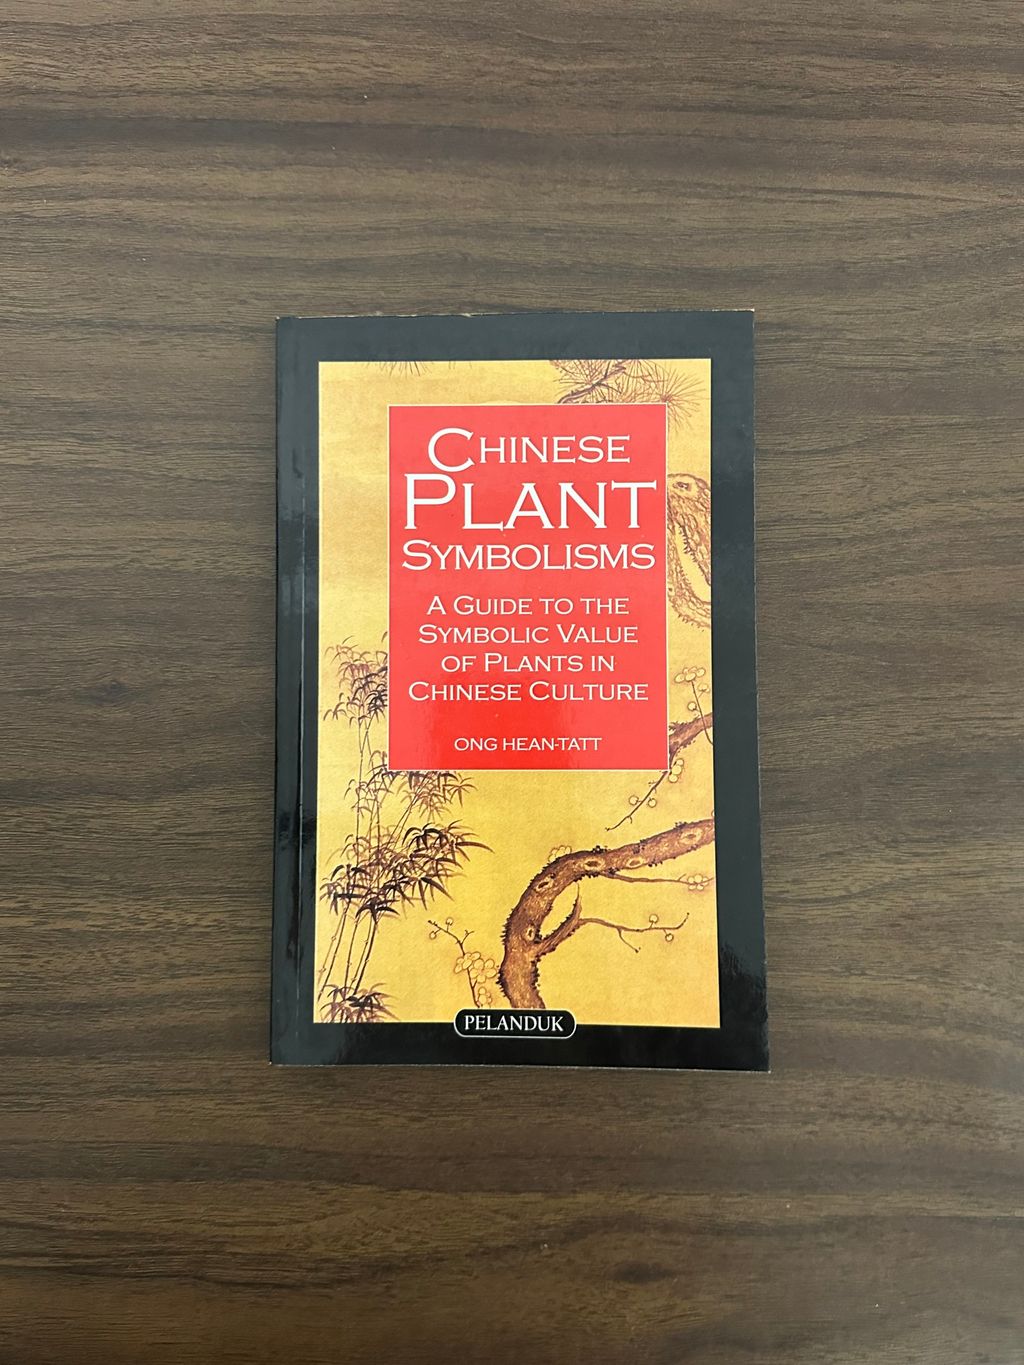 CHINESE
PLANT
SYMBOLISMS
A GUIDE TO THE
SYMBOLIC VALUE
OF PLANTS IN
CHINESE CULTURE
ONG HEAN-TATT
PELANDUK